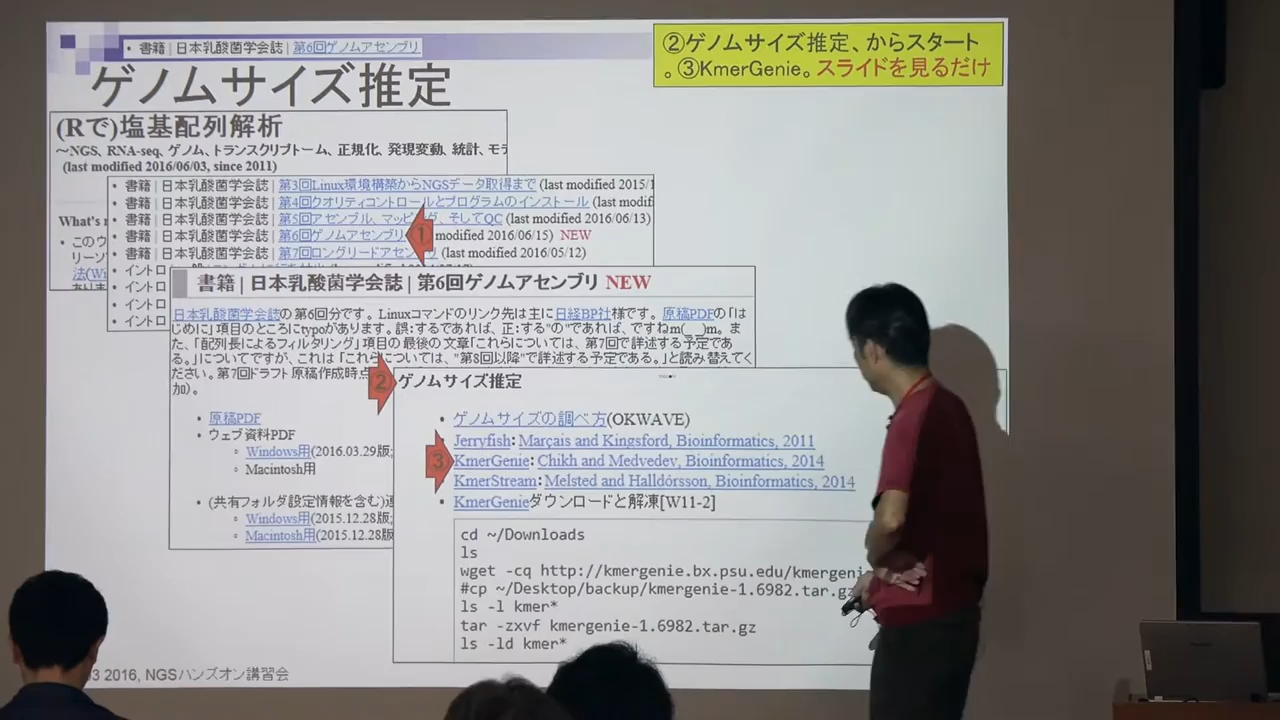 • 書籍 | 日本乳酸菌学会誌 | 第6回ゲノムアセンブリ
ゲノムサイズ推定
②ゲノムサイズ推定、からスタート
。③KmerGenie。スライドを見るだけ
(Rで)塩基配列解析
～NGS、RNA-seq、ゲノム、トランスクリプトーム、正規化、発現変動、統計、モデ
(last modified 2016/06/03, since 2011)
What's
• このウ
リーソ
法(Wi
• 書籍 | 日本乳酸菌学会誌 | 第3回Linux環境構築からNGSデータ取得まで (last modified 2015/1
• 書籍 | 日本乳酸菌学会誌 | 第4回クオリティコントロールとプログラムのインストール (last modif
• 書籍 | 日本乳酸菌学会誌 | 第5回アセンブル、マッピング、そしてQC (last modified 2016/06/13)
• 書籍 | 日本乳酸菌学会誌 | 第6回ゲノムアセンブリ ① modified 2016/06/15) NEW
• 書籍 | 日本乳酸菌学会誌 | 第7回ロングリードアセン (last modified 2016/05/12)
• イントロ
• イントロ
• イントロ
• イントロ
書籍 | 日本乳酸菌学会誌 | 第6回ゲノムアセンブリ NEW
日本乳酸菌学会誌の第6回分です。Linuxコマンドのリンク先は主に日経BP社様です。原稿PDFの「は
じめに」項目のところにtypoがあります。誤:するであれば、正:する"の"であれば、ですねm(__)m。ま
た、「配列長によるフィルタリング」項目の最後の文章「これらについては、第7回で詳述する予定であ
る。」についてですが、これは「これらについては、"第8回以降"で詳述する予定である。」と読み替えてく
ださい。第7回ドラフト原稿作成時点
加)。
• 原稿PDF
• ウェブ資料PDF
Windows用(2016.03.29版;
Macintosh用
• (共有フォルダ設定情報を含む)連
Windows用(2015.12.28版;
Macintosh用(2015.12.28版
② ゲノムサイズ推定
• ゲノムサイズの調べ方(OKWAVE)
Jerryfish: Marçais and Kingsford, Bioinformatics, 2011
③ KmerGenie: Chikh and Medvedev, Bioinformatics, 2014
KmerStream: Melsted and Halldórsson, Bioinformatics, 2014
• KmerGenieダウンロードと解凍[W11-2]
cd ~/Downloads
ls
wget -cq http://kmergenie.bx.psu.edu/kmergeni
#cp ~/Desktop/backup/kmergenie-1.6982.tar.gz
ls -l kmer*
tar -zxvf kmergenie-1.6982.tar.gz
ls -ld kmer*
3 2016, NGSハンズオン講習会